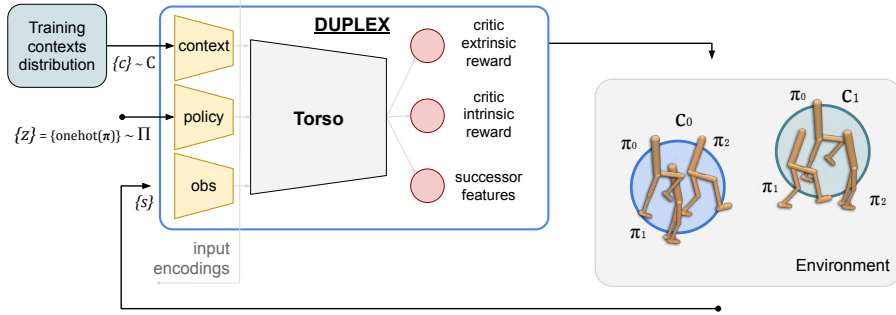 Training
contexts
distribution
{c} ~ C
{z} = {onehot(π)} ~ Π
{s}
DUPLEX
context
policy
obs
Torso
critic
extrinsic
reward
critic
intrinsic
reward
successor
features
input
encodings
π₀ C₀ π₂
π₁
π₀ C₁
π₁ π₂
Environment